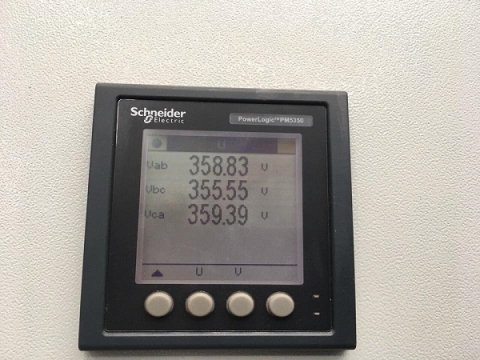 Schneider
Electric
PowerLogic™PM5350
U
Uab 358.83 V
Ubc 355.55 V
Uca 359.39 V
U U